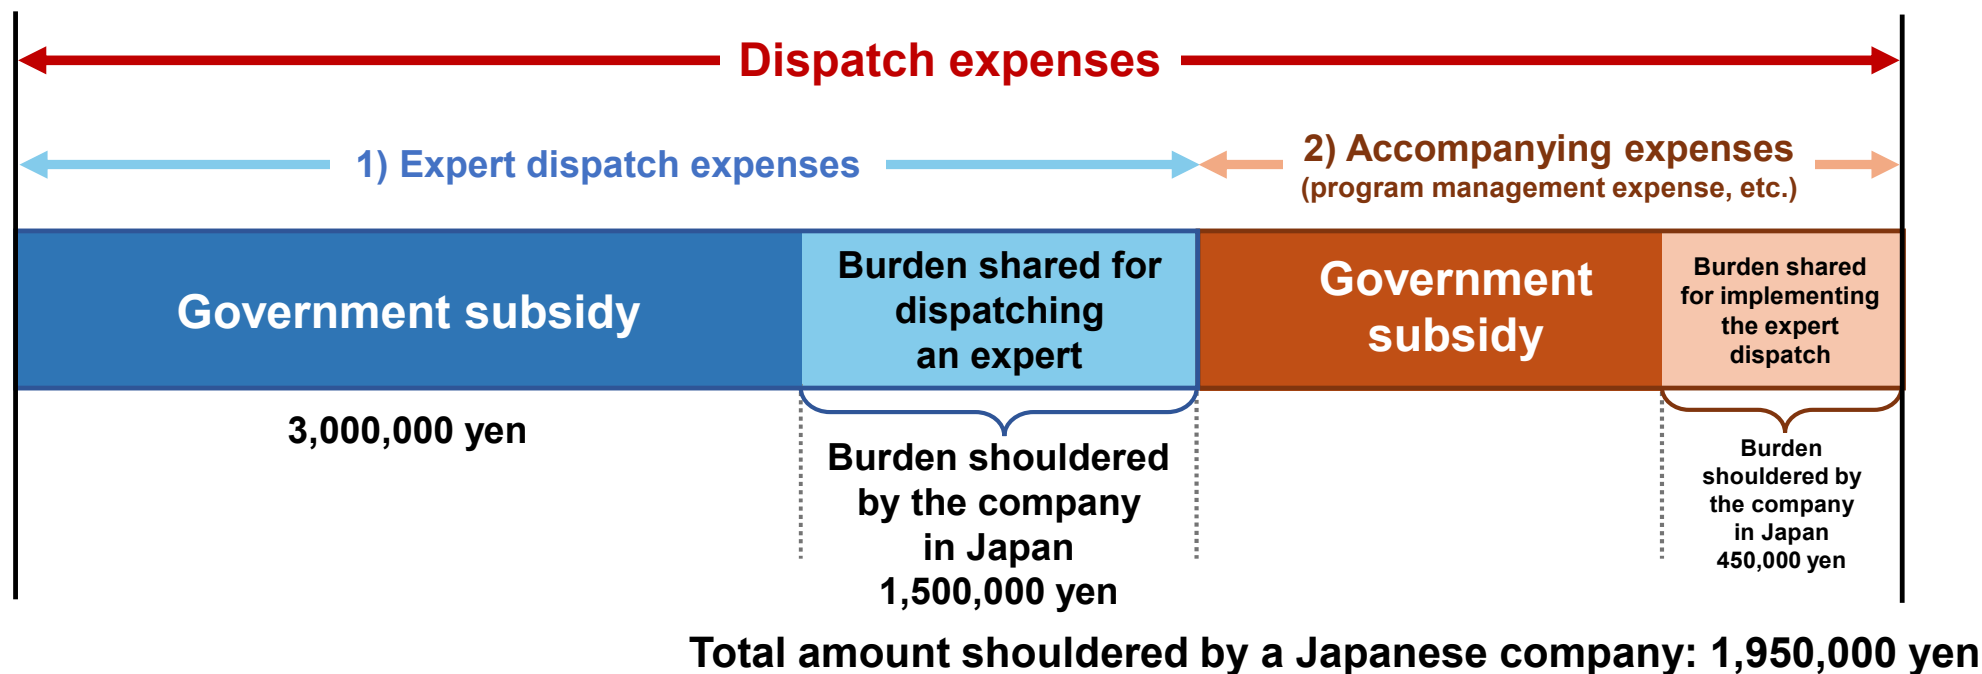 Dispatch expenses
1) Expert dispatch expenses
2) Accompanying expenses
(program management expense, etc.)
Government subsidy
Burden shared for
dispatching
an expert
Government
subsidy
Burden shared
for implementing
the expert
dispatch
3,000,000 yen
Burden shouldered
by the company
in Japan
1,500,000 yen
Burden
shouldered by
the company
in Japan
450,000 yen
Total amount shouldered by a Japanese company: 1,950,000 yen